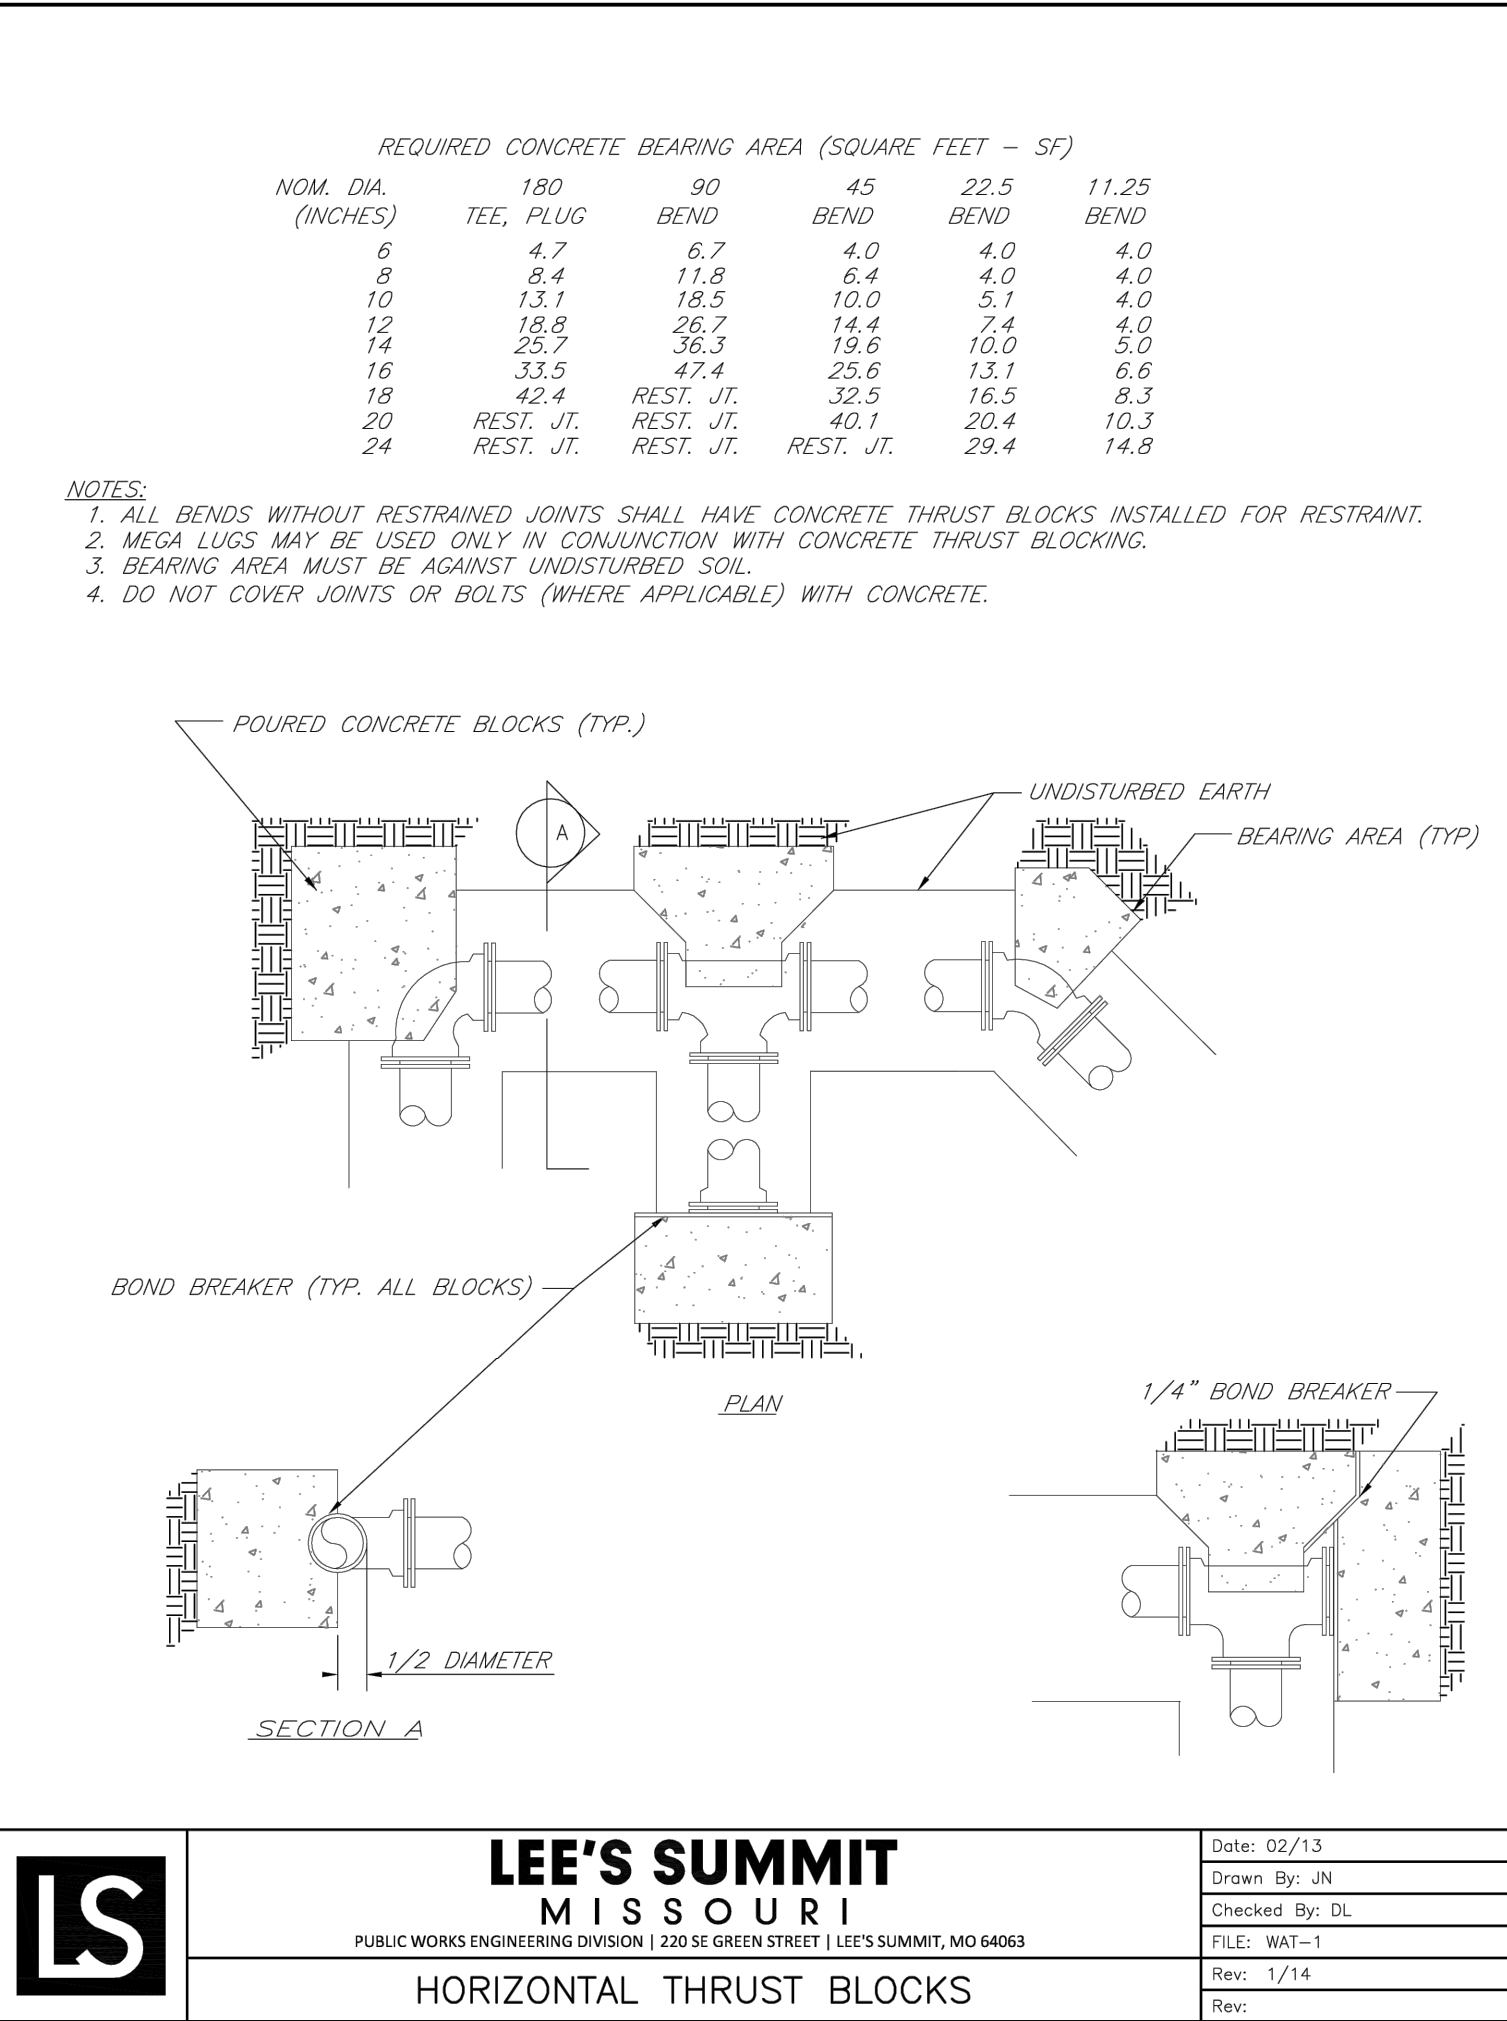 REQUIRED CONCRETE BEARING AREA (SQUARE FEET – SF)
NOM. DIA. 180 90 45 22.5 11.25
(INCHES) TEE, PLUG BEND BEND BEND BEND
6 4.7 6.7 4.0 4.0 4.0
8 8.4 11.8 6.4 4.0 4.0
10 13.1 18.5 10.0 5.1 4.0
12 18.8 26.7 14.4 7.4 4.0
14 25.7 36.3 19.6 10.0 5.0
16 33.5 47.4 25.6 13.1 6.6
18 42.4 REST. JT. 32.5 16.5 8.3
20 REST. JT. REST. JT. 40.1 20.4 10.3
24 REST. JT. REST. JT. REST. JT. 29.4 14.8
NOTES:
1. ALL BENDS WITHOUT RESTRAINED JOINTS SHALL HAVE CONCRETE THRUST BLOCKS INSTALLED FOR RESTRAINT.
2. MEGA LUGS MAY BE USED ONLY IN CONJUNCTION WITH CONCRETE THRUST BLOCKING.
3. BEARING AREA MUST BE AGAINST UNDISTURBED SOIL.
4. DO NOT COVER JOINTS OR BOLTS (WHERE APPLICABLE) WITH CONCRETE.
POURED CONCRETE BLOCKS (TYP.)
UNDISTURBED EARTH
A
BEARING AREA (TYP)
BOND BREAKER (TYP. ALL BLOCKS)
PLAN
1/4” BOND BREAKER
1/2 DIAMETER
SECTION A
LS
LEE'S SUMMIT
MISSOURI
PUBLIC WORKS ENGINEERING DIVISION | 220 SE GREEN STREET | LEE'S SUMMIT, MO 64063
HORIZONTAL THRUST BLOCKS
Date: 02/13
Drawn By: JN
Checked By: DL
FILE: WAT–1
Rev: 1/14
Rev: